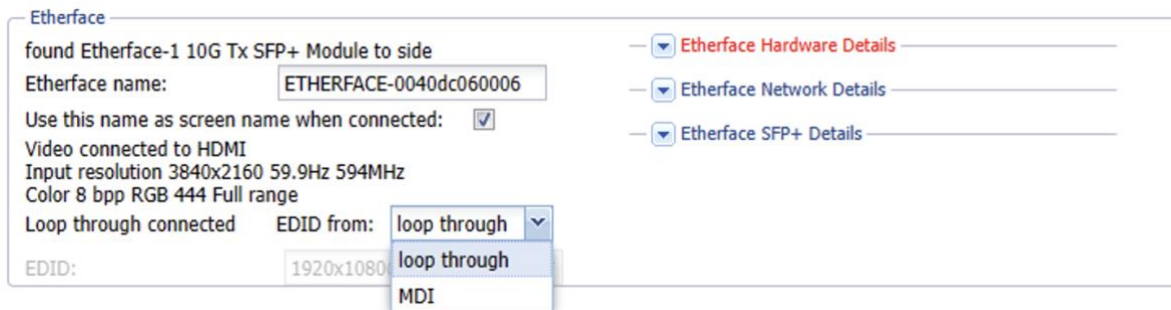 Etherface
found Etherface-1 10G Tx SFP+ Module to side
Etherface name: ETHERFACE-0040dc060006
Use this name as screen name when connected:
Video connected to HDMI
Input resolution 3840x2160 59.9Hz 594MHz
Color 8 bpp RGB 444 Full range
Loop through connected EDID from: loop through
loop through
EDID:
MDI
Etherface Hardware Details
Etherface Network Details
Etherface SFP+ Details